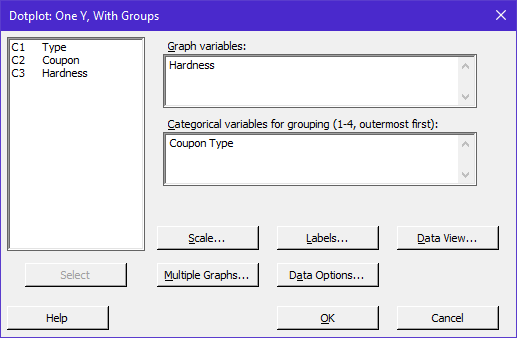 Dotplot: One Y, With Groups
C1 Type
C2 Coupon
C3 Hardness
Graph variables:
Hardness
Categorical variables for grouping (1-4, outermost first):
Coupon Type
Scale...
Labels...
Data View...
Select
Multiple Graphs...
Data Options...
Help
OK
Cancel